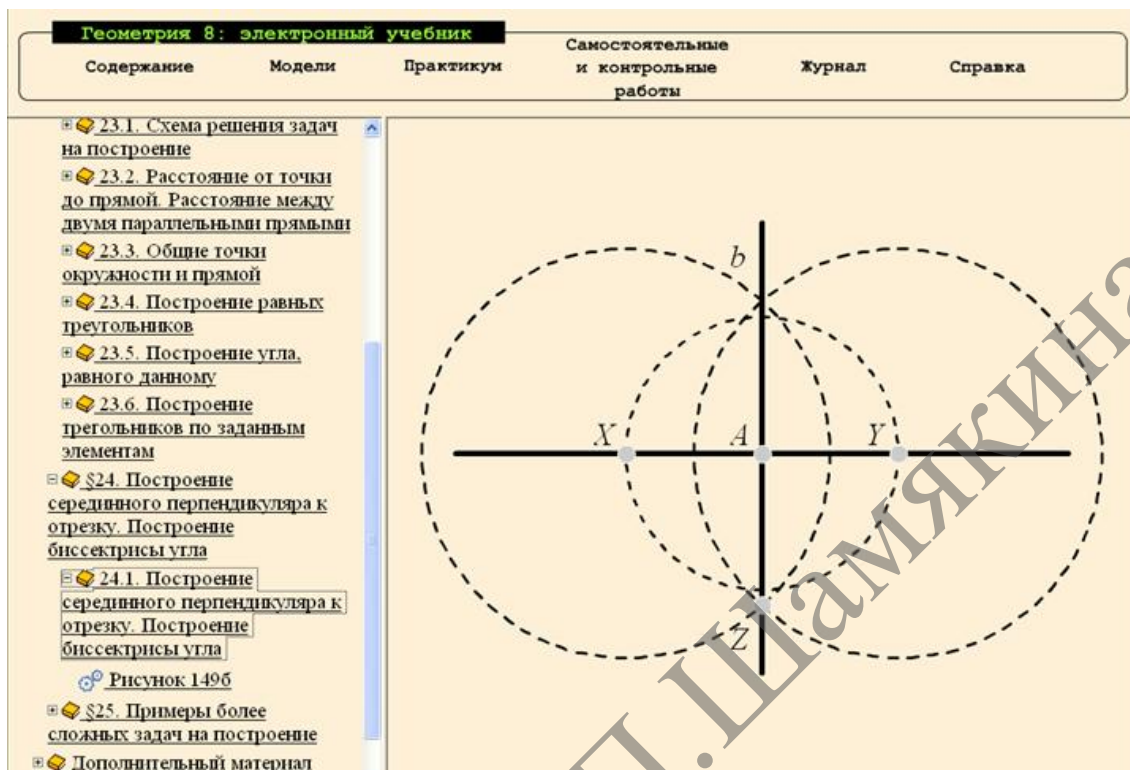 Геометрия 8: электронный учебник
Содержание
Модели
Практикум
Самостоятельные
и контрольные
работы
Журнал
Справка
23.1. Схема решения задач
на построение
23.2. Расстояние от точки
до прямой. Расстояние между
двумя параллельными прямыми
23.3. Общие точки
окружности и прямой
23.4. Построение равных
треугольников
23.5. Построение угла,
равного данному
23.6. Построение
трегольников по заданным
элементам
§24. Построение
серединного перпендикуляра к
отрезку. Построение
биссектрисы угла
24.1. Построение
серединного перпендикуляра к
отрезку. Построение
биссектрисы угла
Рисунок 149б
§25. Примеры более
сложных задач на построение
Дополнительный материал
b
X
A
Y
Z
П.Шамякина